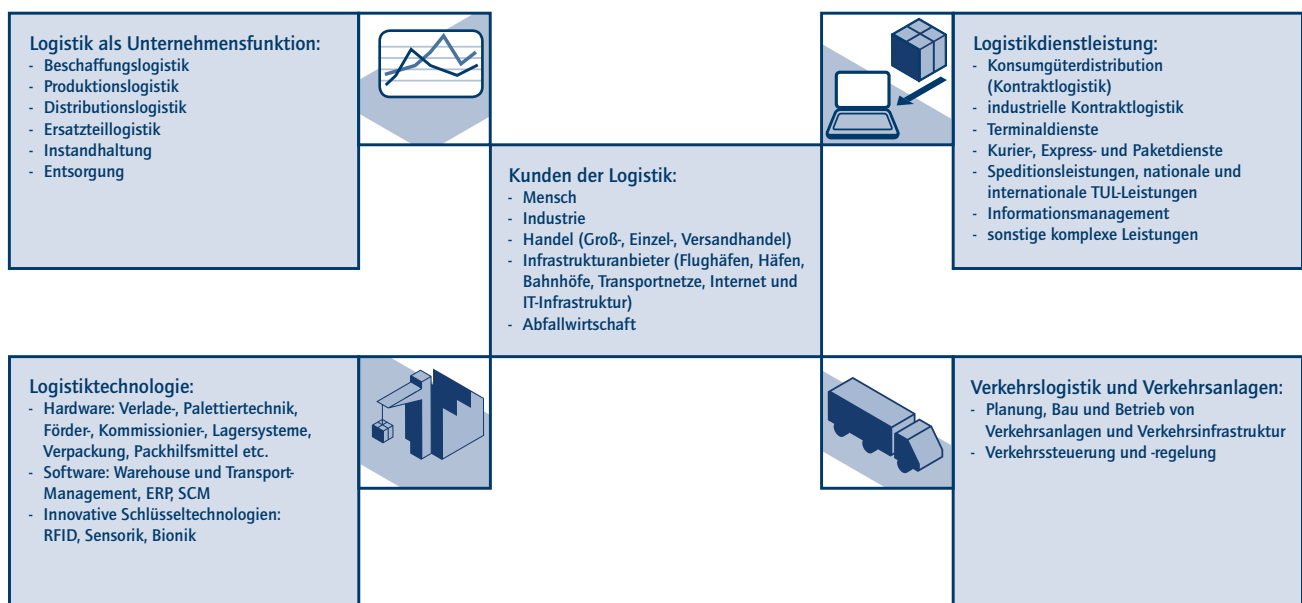 Logistik als Unternehmensfunktion:
- Beschaffungslogistik
- Produktionslogistik
- Distributionslogistik
- Ersatzteillogistik
- Instandhaltung
- Entsorgung
Logistikdienstleistung:
- Konsumgüterdistribution
(Kontraktlogistik)
- industrielle Kontraktlogistik
- Terminaldienste
- Kurier-, Express- und Paketdienste
- Speditionsleistungen, nationale und
internationale TUL-Leistungen
- Informationsmanagement
- sonstige komplexe Leistungen
Kunden der Logistik:
- Mensch
- Industrie
- Handel (Groß-, Einzel-, Versandhandel)
- Infrastrukturanbieter (Flughäfen, Häfen,
Bahnhöfe, Transportnetze, Internet und
IT-Infrastruktur)
- Abfallwirtschaft
Logistiktechnologie:
- Hardware: Verlade-, Palettiertechnik,
Förder-, Kommissionier-, Lagersysteme,
Verpackung, Packhilfsmittel etc.
- Software: Warehouse und Transport-
Management, ERP, SCM
- Innovative Schlüsseltechnologien:
RFID, Sensorik, Bionik
Verkehrslogistik und Verkehrsanlagen:
- Planung, Bau und Betrieb von
Verkehrsanlagen und Verkehrsinfrastruktur
- Verkehrssteuerung und -regelung